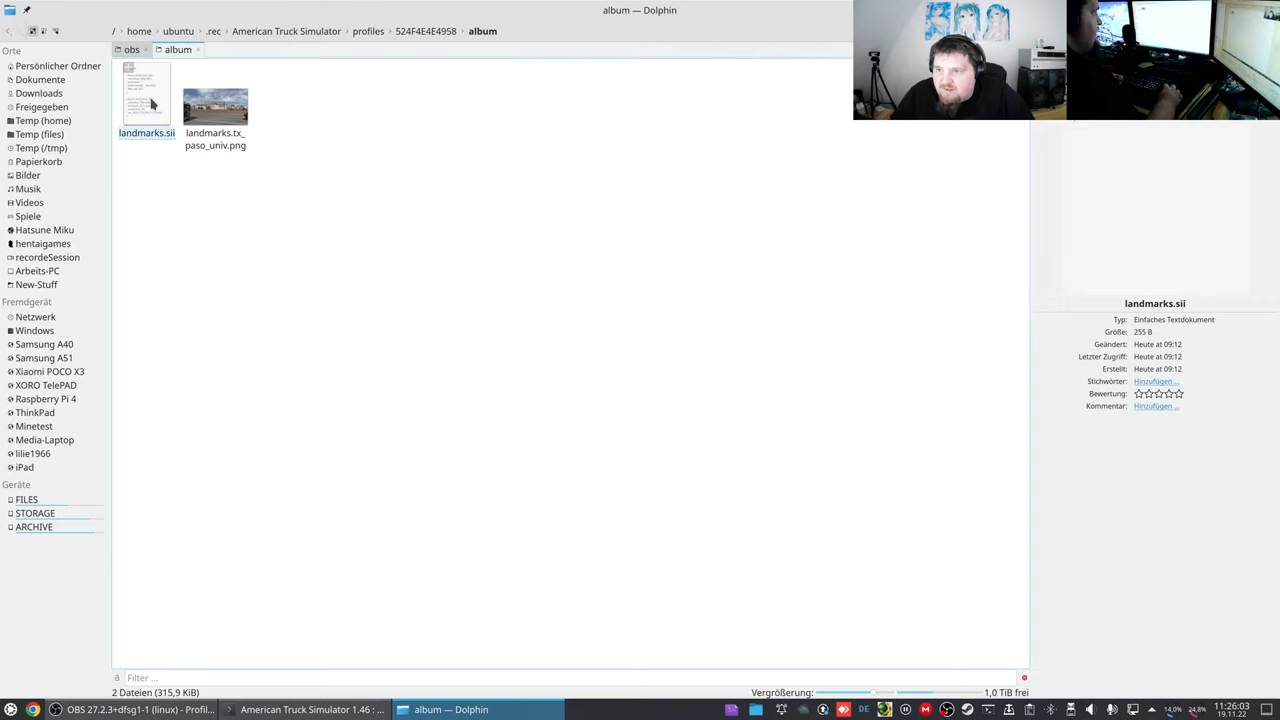 album — Dolphin
/ home ubuntu .rec American Truck Simulator profiles 524F4E4E4958 album
obs album
Orte
Persönlicher Ordner
Dokumente
Downloads
Freigegeben
Temp (home)
Temp (files)
Temp (/tmp)
Papierkorb
Bilder
Musik
Videos
Spiele
Hatsune Miku
hentaigames
recordeSession
Arbeits-PC
New-Stuff
Fremdgerät
Netzwerk
Windows
Samsung A40
Samsung A51
Xiaomi POCO X3
XORO TelePAD
Raspberry Pi 4
ThinkPad
Minetest
Media-Laptop
lilie1966
iPad
Geräte
FILES
STORAGE
ARCHIVE
landmarks.sii
landmarks.tx_
paso_univ.png
landmarks.sii
Typ: Einfaches Textdokument
Größe: 255 B
Geändert: Heute at 09:12
Letzter Zugriff: Heute at 09:12
Erstellt: Heute at 09:12
Stichwörter: Hinzufügen ...
Bewertung:
Kommentar: Hinzufügen ...
Filter ...
2 Dateien (315,9 KiB)
Vergrößerung:
1,0 TiB frei
OBS 27.2.3+dfsg1-1 (linux) - Profil...
American Truck Simulator 1.46 : ...
album — Dolphin
DE
14,0%
24,8%
11:26:03
19.11.22